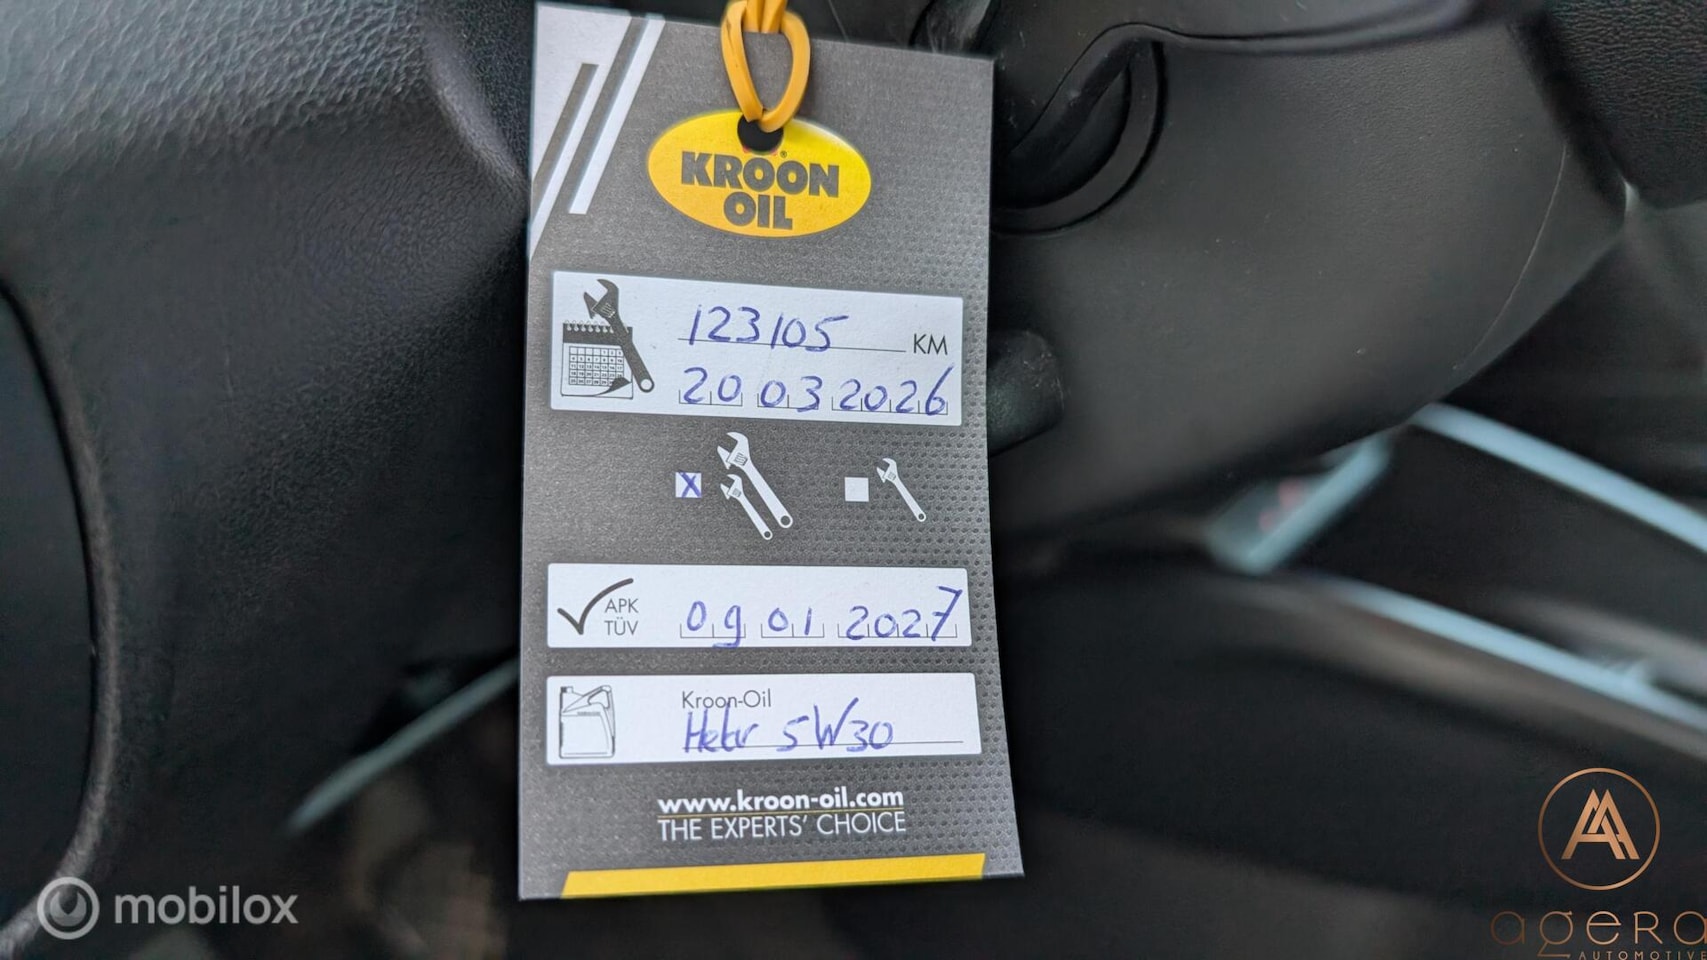 KROON
OIL
123105 KM
20 03 2026
X
APK
TÜV
09 01 2027
Kroon-Oil
5W30
www.kroon-oil.com
THE EXPERTS' CHOICE
mobilox
agera
AUTOMOTIVE